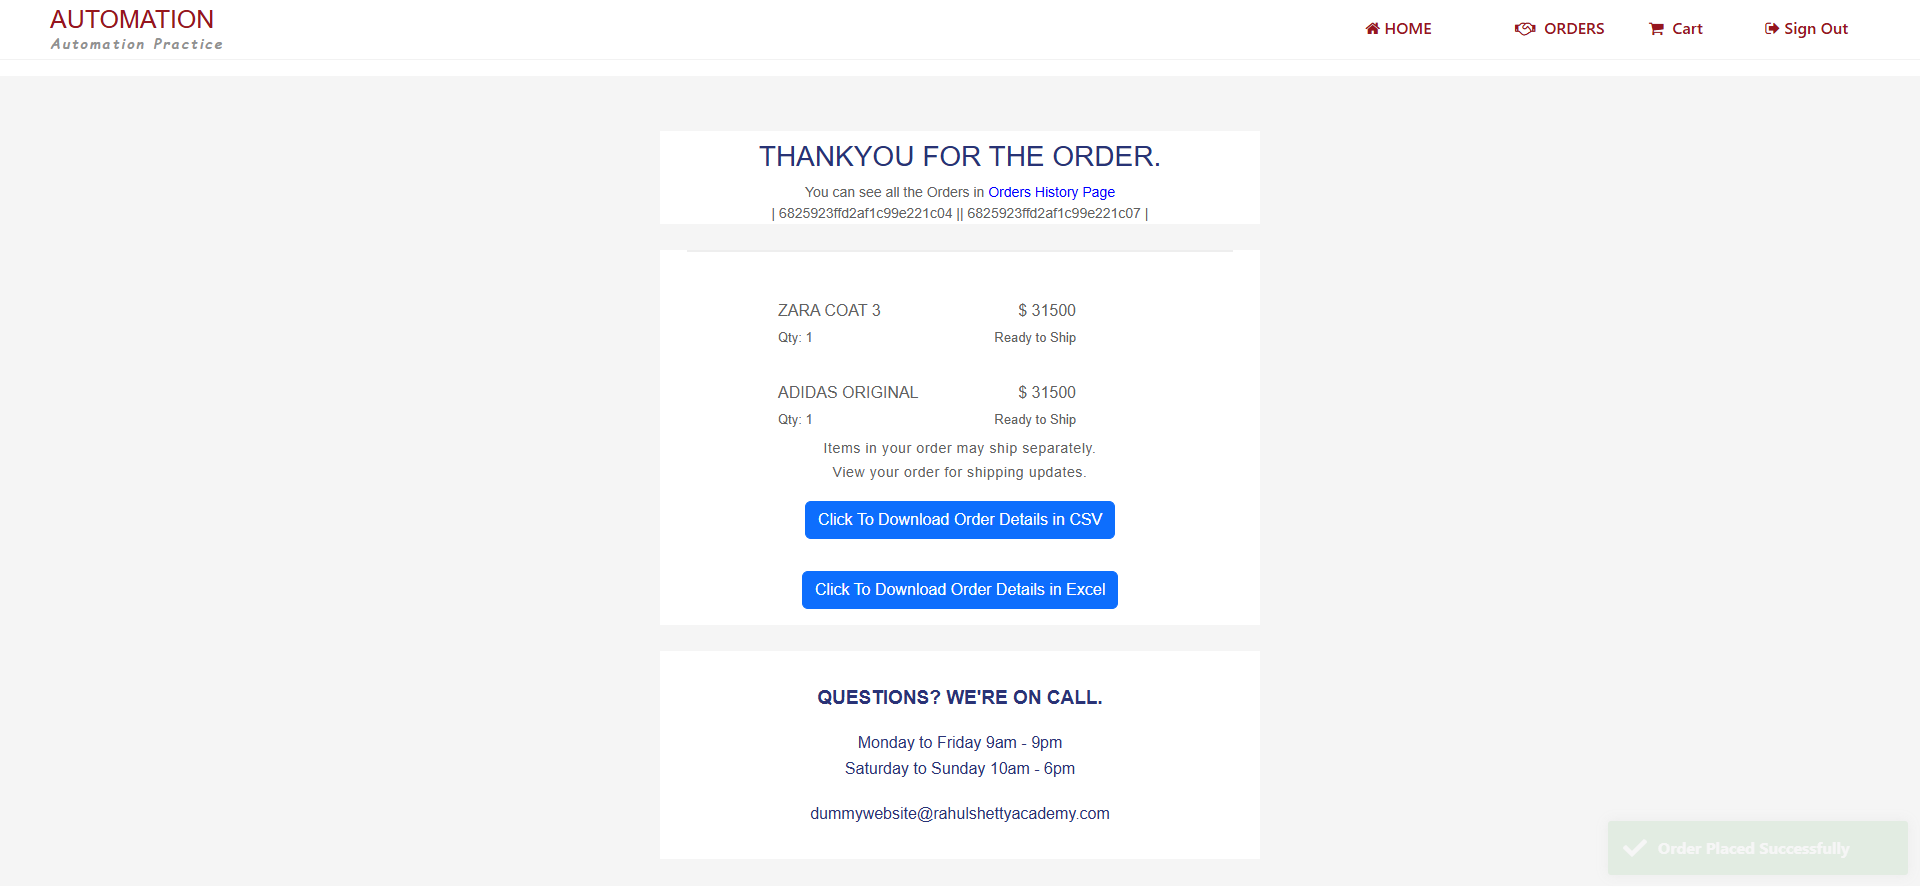 AUTOMATION
Automation Practice
HOME
ORDERS
Cart
Sign Out
THANKYOU FOR THE ORDER.
You can see all the Orders in Orders History Page
| 6825923ffd2af1c99e221c04 || 6825923ffd2af1c99e221c07 |
ZARA COAT 3
$ 31500
Qty: 1
Ready to Ship
ADIDAS ORIGINAL
$ 31500
Qty: 1
Ready to Ship
Items in your order may ship separately.
View your order for shipping updates.
Click To Download Order Details in CSV
Click To Download Order Details in Excel
QUESTIONS? WE'RE ON CALL.
Monday to Friday 9am - 9pm
Saturday to Sunday 10am - 6pm
dummywebsite@rahulshettyacademy.com
Order Placed Successfully